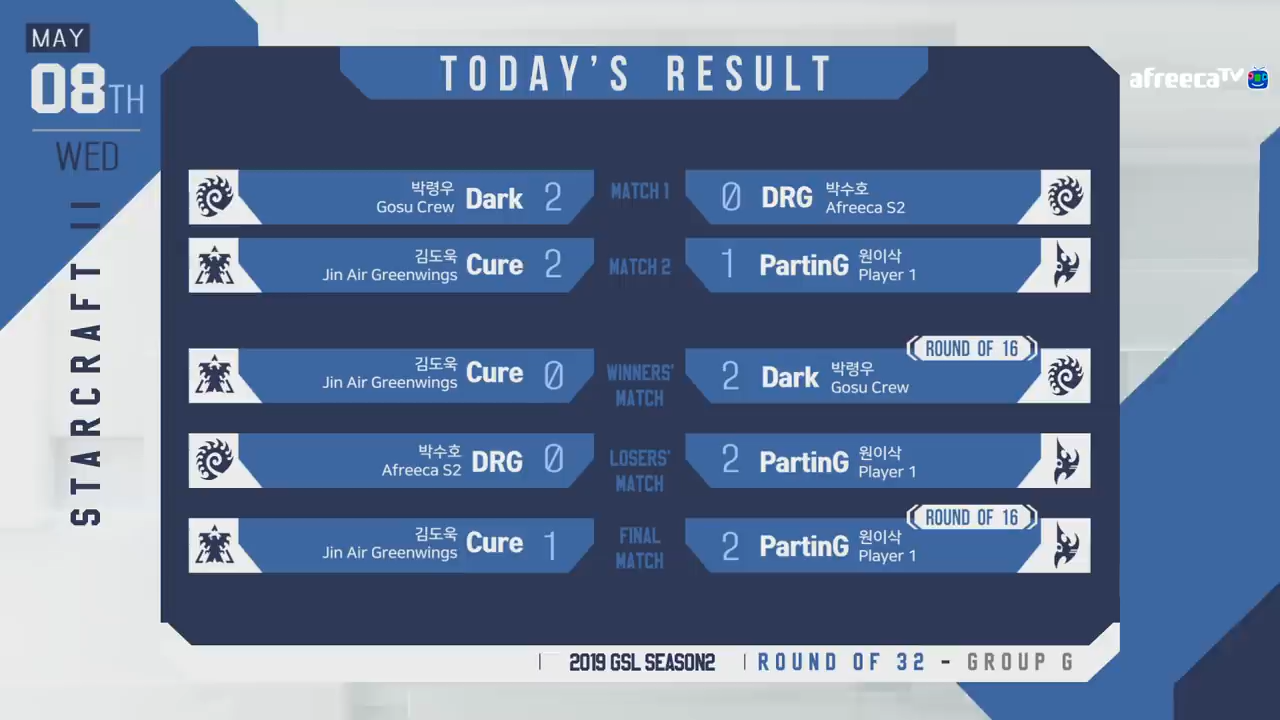 MAY
08TH
WED
STARCRAFT II
TODAY'S RESULT
afreecaTV
박령우
Gosu Crew
Dark 2
MATCH 1
0 DRG
박수호
Afreeca S2
김도욱
Jin Air Greenwings
Cure 2
MATCH 2
1 PartinG
원이삭
Player 1
김도욱
Jin Air Greenwings
Cure 0
WINNERS'
MATCH
ROUND OF 16
2 Dark
박령우
Gosu Crew
박수호
Afreeca S2
DRG 0
LOSERS'
MATCH
2 PartinG
원이삭
Player 1
김도욱
Jin Air Greenwings
Cure 1
FINAL
MATCH
ROUND OF 16
2 PartinG
원이삭
Player 1
2019 GSL SEASON2 | ROUND OF 32 - GROUP G